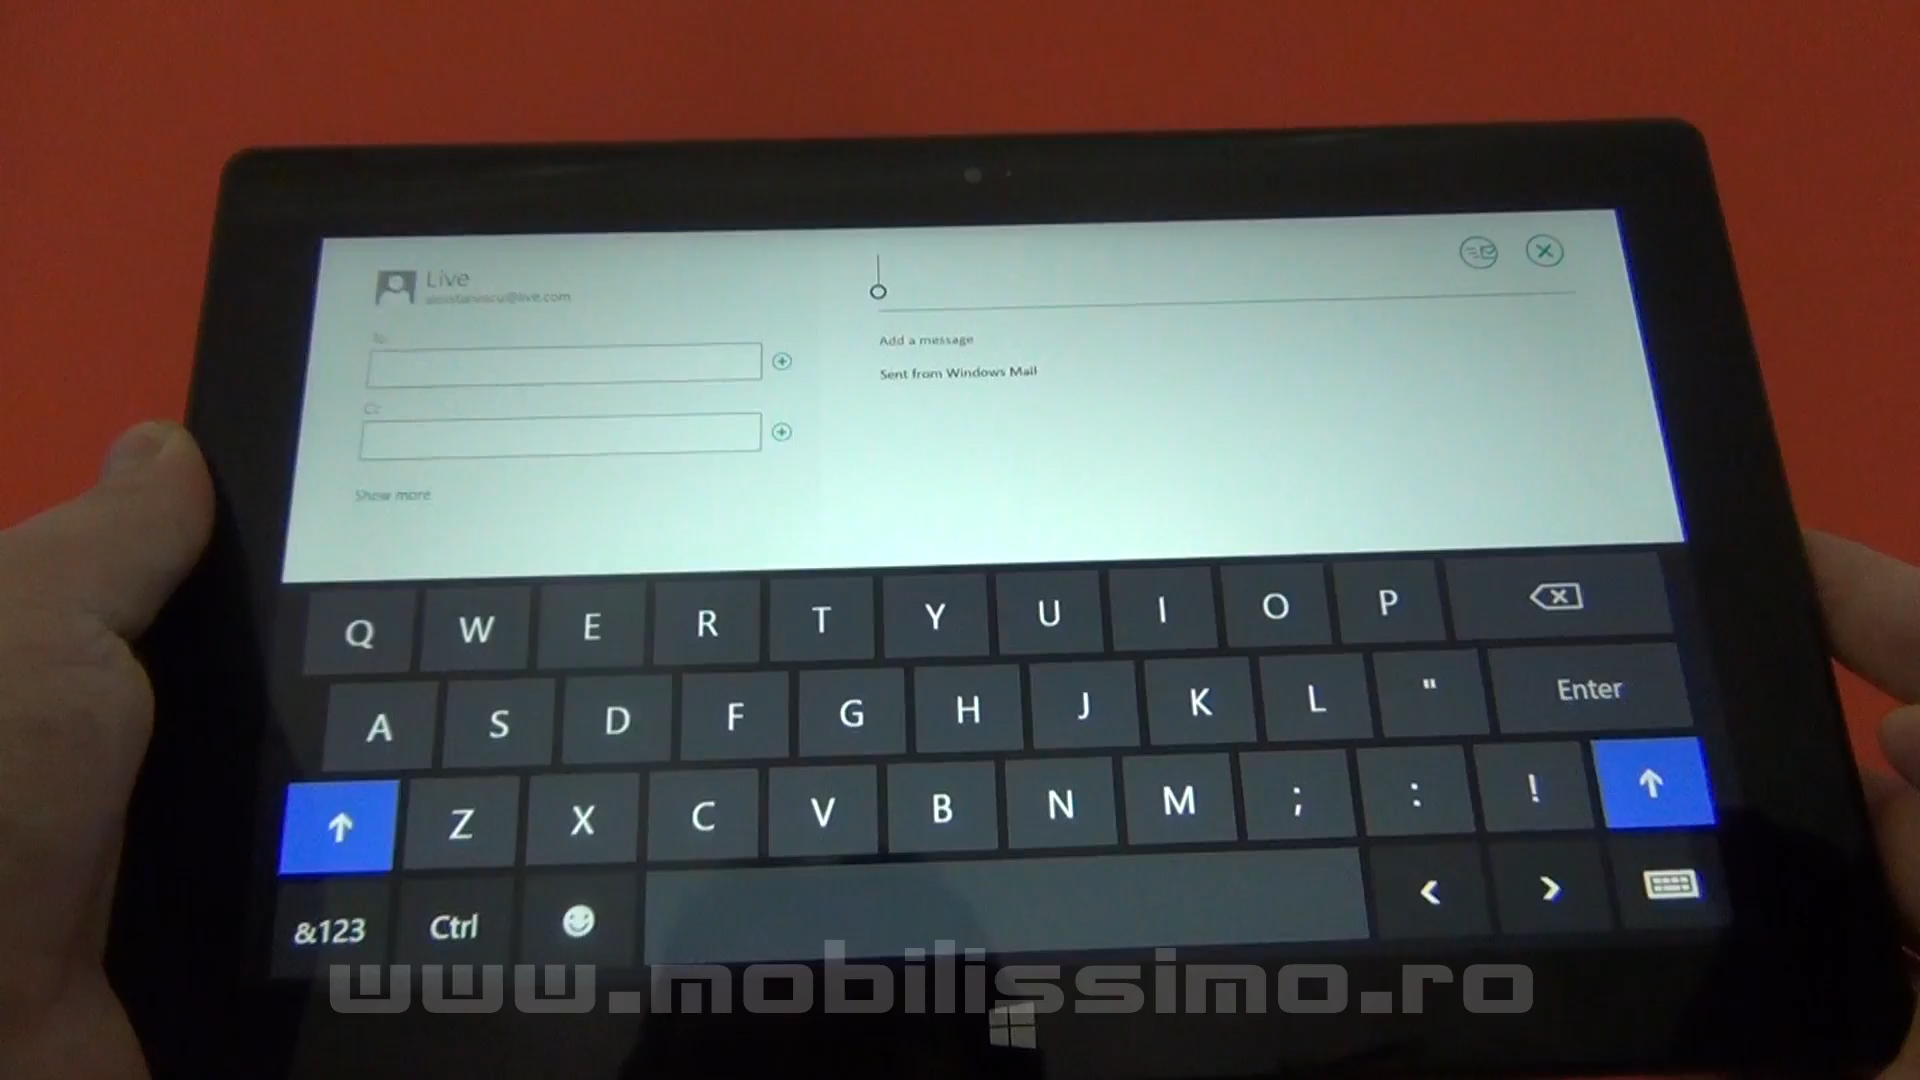 Live
To
Cc
Show more
Add a message
Sent from Windows Mail
Q W E R T Y U I O P
A S D F G H J K L " Enter
Z X C V B N M ; : !
&123 Ctrl < >
www.mobilissimo.ro